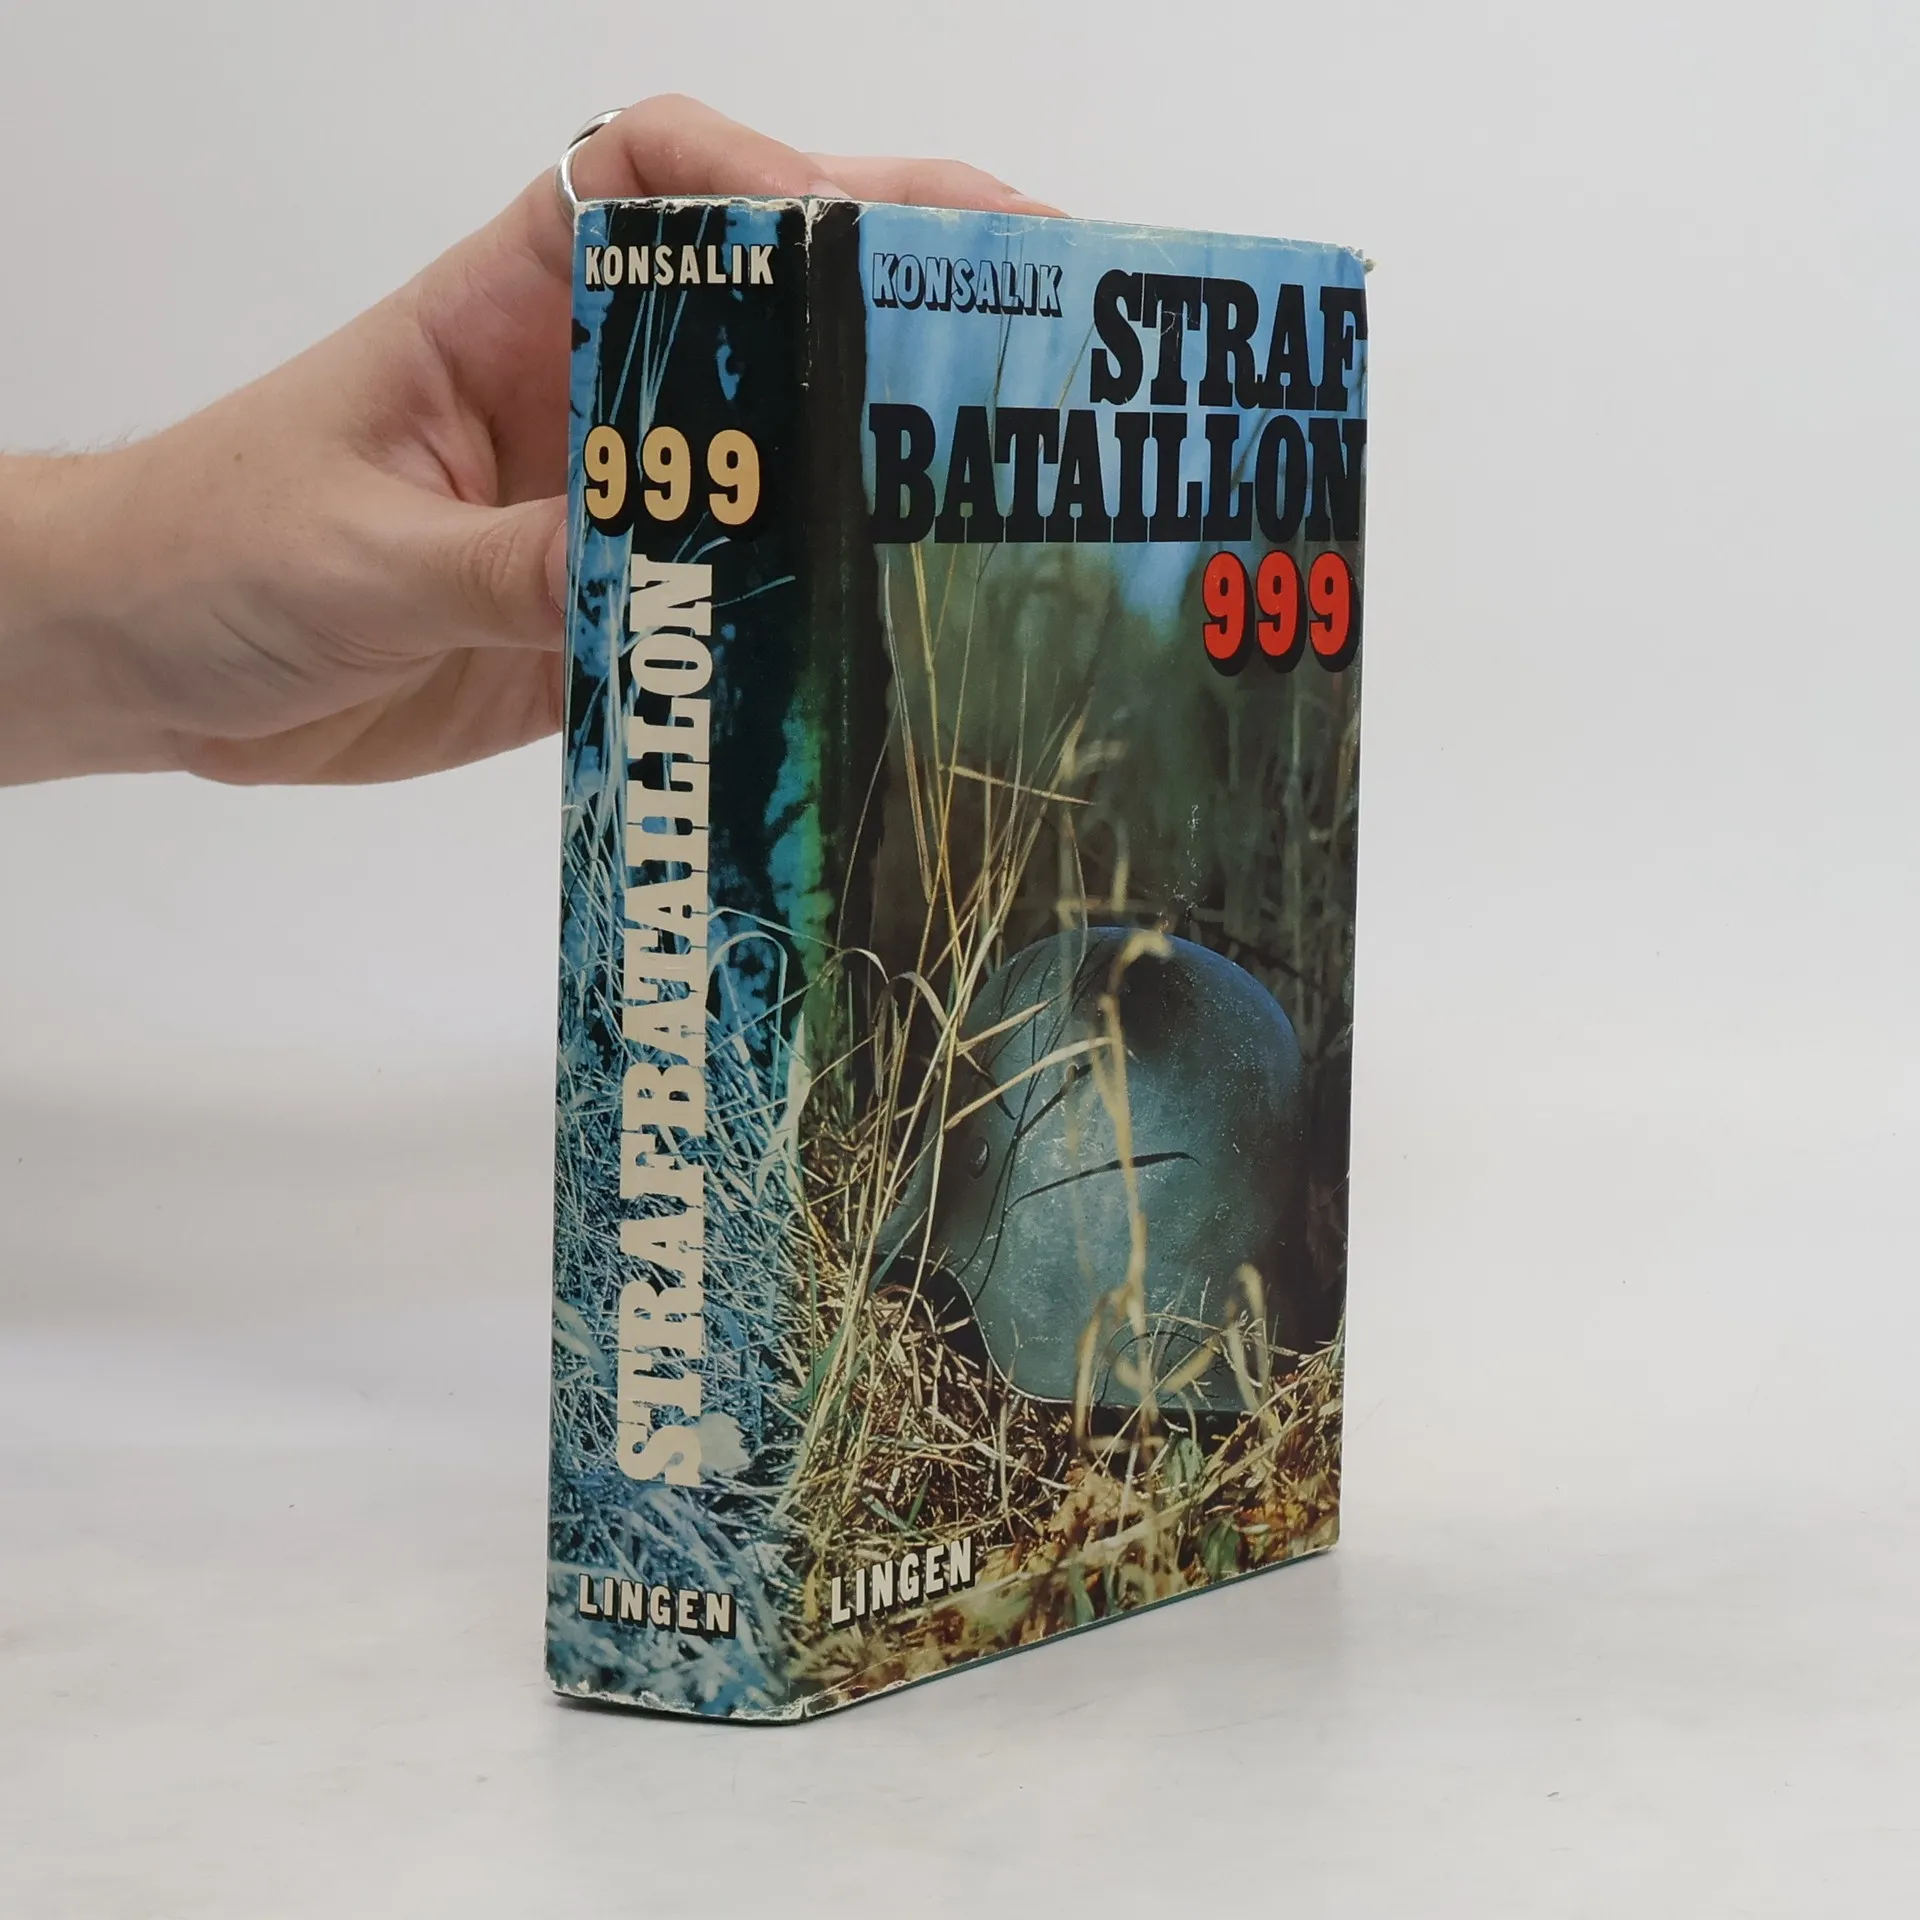 KONSALIK
999
STRAFBATAILLON
LINGEN
KONSALIK
STRAF
BATAILLON
999
LINGEN